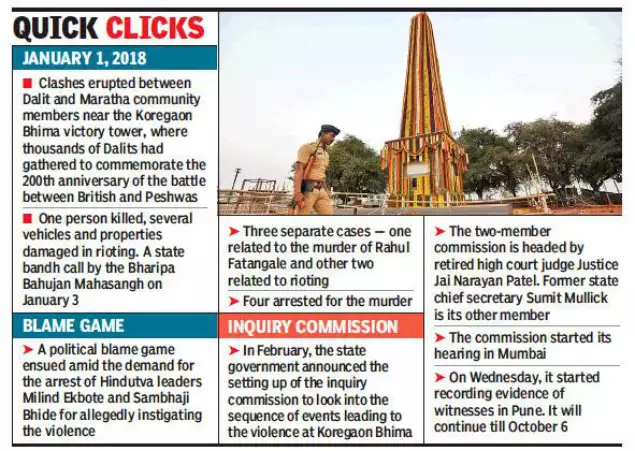 QUICK CLICKS
JANUARY 1, 2018
■ Clashes erupted between
Dalit and Maratha community
members near the Koregaon
Bhima victory tower, where
thousands of Dalits had
gathered to commemorate the
200th anniversary of the battle
between British and Peshwas
■ One person killed, several
vehicles and properties
damaged in rioting. A state
bandh call by the Bharipa
Bahujan Mahasangh on
January 3
BLAME GAME
➤ A political blame game
ensued amid the demand for
the arrest of Hindutva leaders
Milind Ekbote and Sambhaji
Bhide for allegedly instigating
the violence
➤ Three separate cases — one
related to the murder of Rahul
Fatangale and other two
related to rioting
➤ Four arrested for the murder
INQUIRY COMMISSION
➤ In February, the state
government announced the
setting up of the inquiry
commission to look into the
sequence of events leading to
the violence at Koregaon Bhima
➤ The two-member
commission is headed by
retired high court judge Justice
Jai Narayan Patel. Former state
chief secretary Sumit Mullick
is its other member
➤ The commission started its
hearing in Mumbai
➤ On Wednesday, it started
recording evidence of
witnesses in Pune. It will
continue till October 6